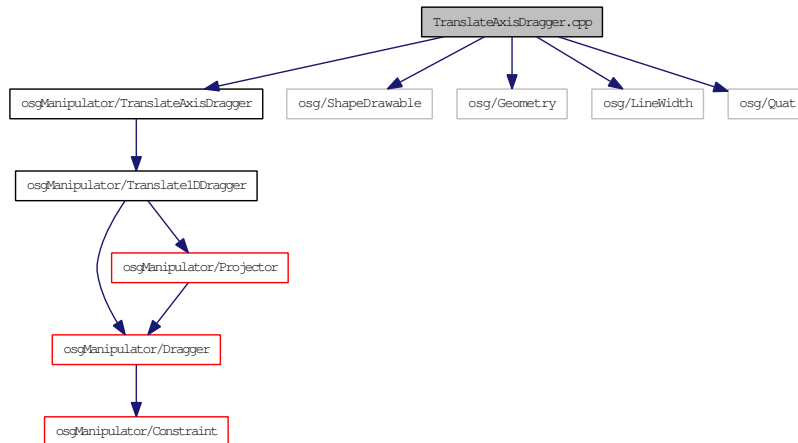 TranslateAxisDragger.cpp
osgManipulator/TranslateAxisDragger
osg/ShapeDrawable
osg/Geometry
osg/LineWidth
osg/Quat
osgManipulator/Translate1DDragger
osgManipulator/Projector
osgManipulator/Dragger
osgManipulator/Constraint